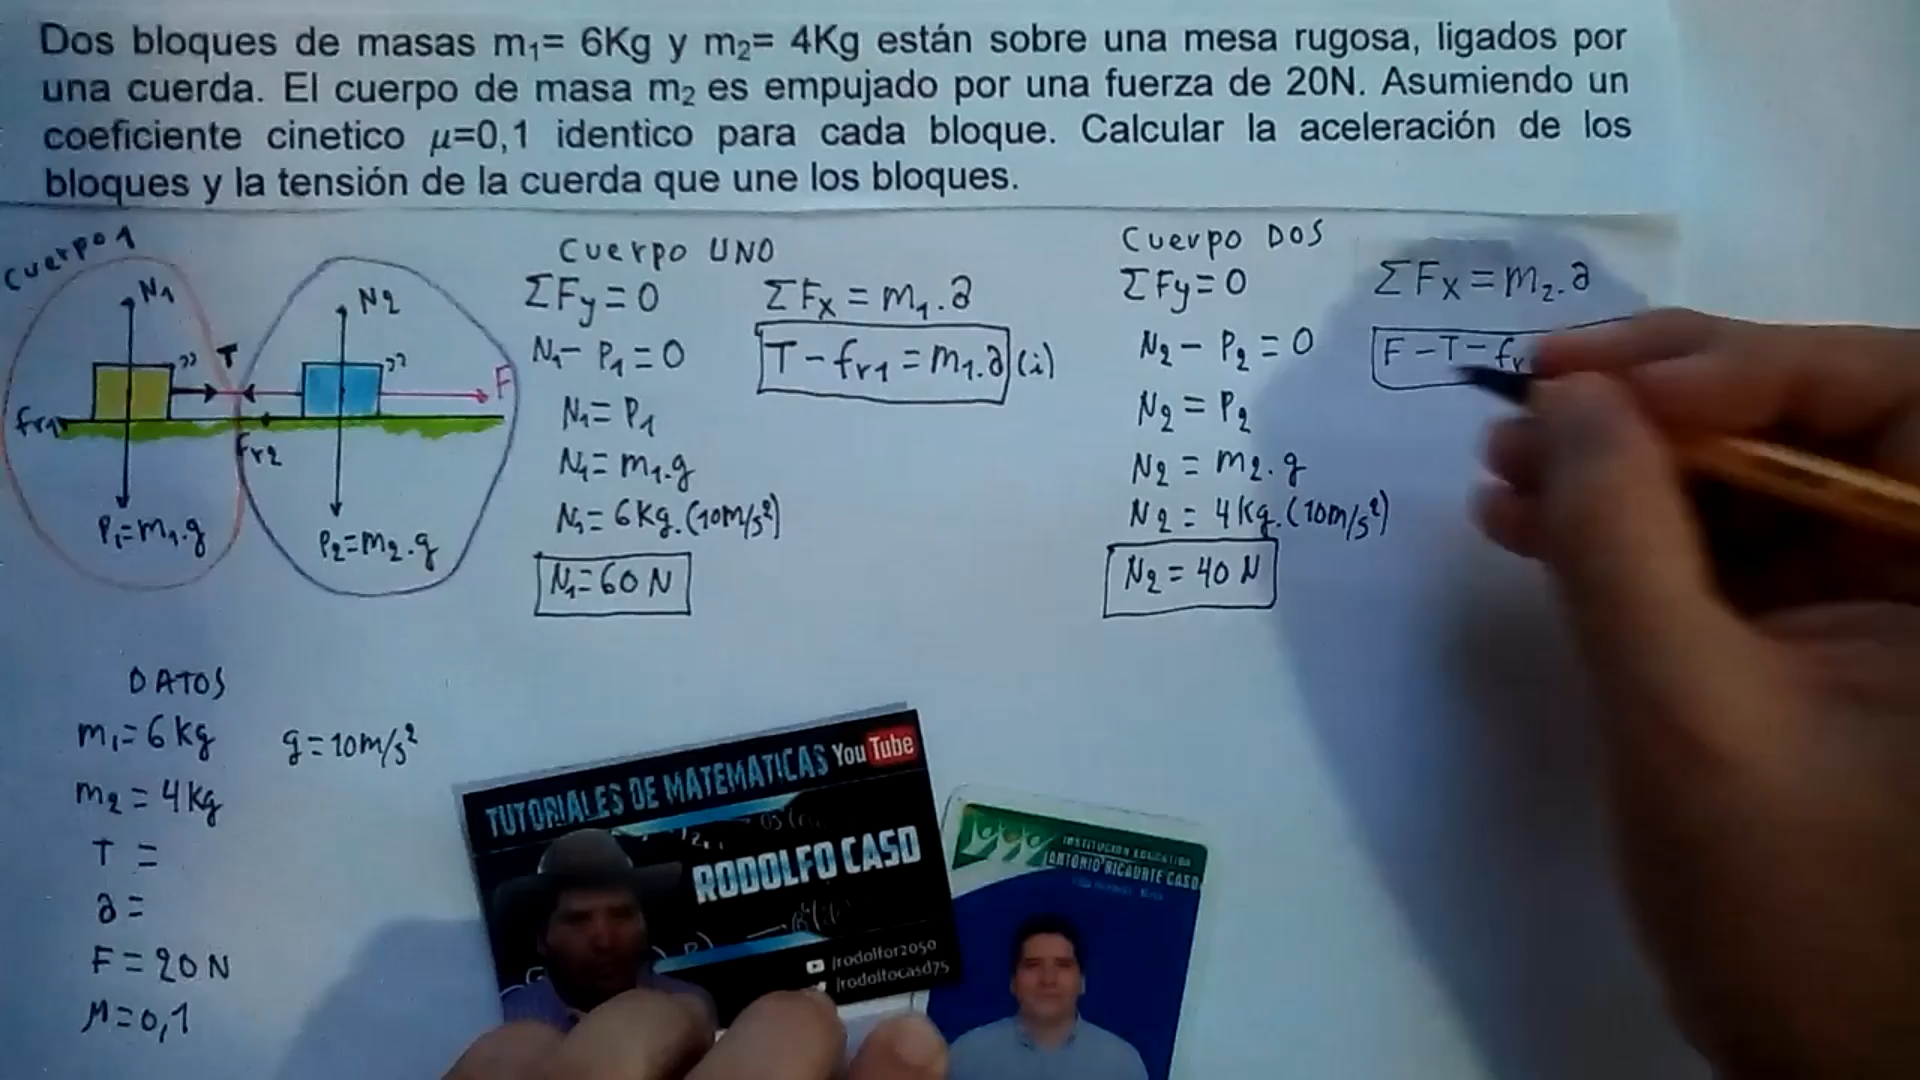 Dos bloques de masas m₁= 6Kg y m₂= 4Kg están sobre una mesa rugosa, ligados por
una cuerda. El cuerpo de masa m₂ es empujado por una fuerza de 20N. Asumiendo un
coeficiente cinetico μ=0,1 identico para cada bloque. Calcular la aceleración de los
bloques y la tensión de la cuerda que une los bloques.
Cuerpo 1
N₁
N₂
T
F
fr₁
Fr₂
P₁=m₁.g
P₂=m₂.g
Cuerpo UNO
ΣFy=0
N₁- P₁=0
N₁= P₁
N₁= m₁.g
N₁= 6Kg.(10m/s²)
N₁=60 N
ΣFx = m₁.a
T-fr₁=m₁.a (i)
Cuerpo DOS
ΣFy=0
N₂ - P₂ = 0
N₂ = P₂
N₂ = m₂.g
N₂ = 4kg.(10m/s²)
N₂ = 40 N
ΣFx=m₂.a
F-T-fr
DATOS
m₁=6kg
g=10m/s²
m₂=4kg
T =
a=
F=20N
M=0,1
TUTORIALES DE MATEMATICAS YouTube
RODOLFO CASO
/rodolfor2050
/rodolfocasd75
INSTITUCION EDUCATIVA
ANTONIO RICAURTE CASD